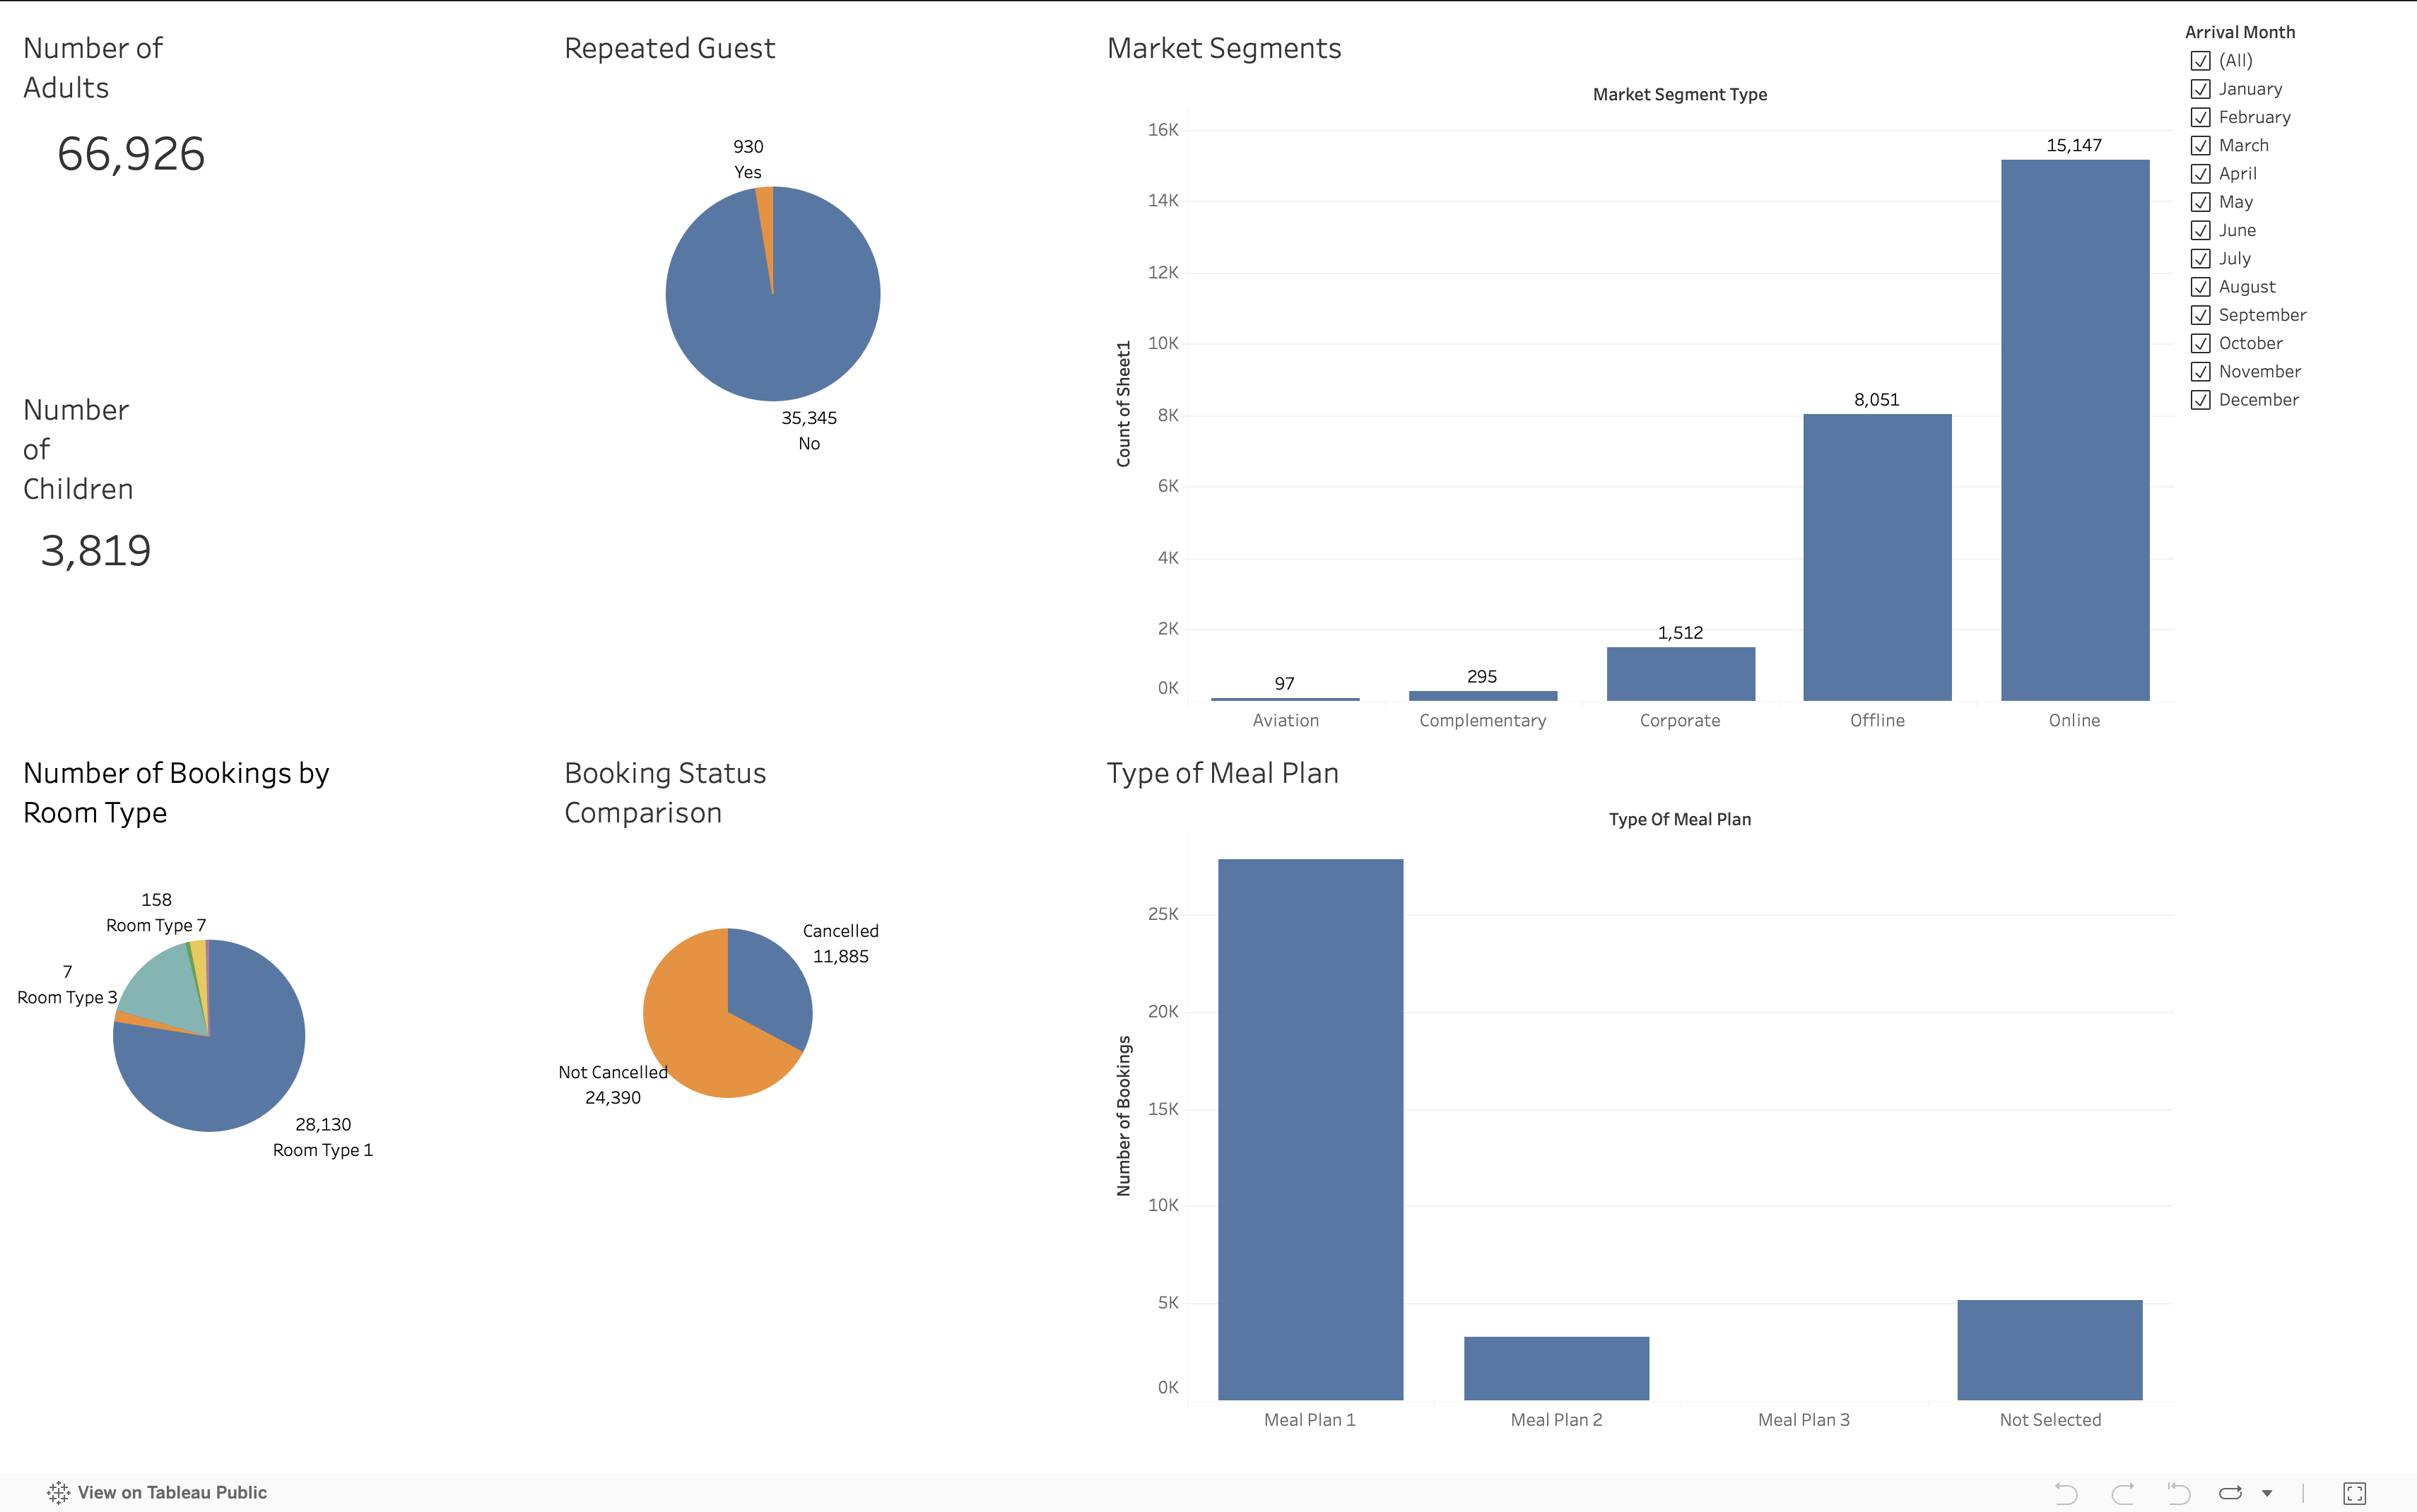 Number of
Adults
66,926
Number
of
Children
3,819
Repeated Guest
930
Yes
35,345
No
Market Segments
Market Segment Type
Count of Sheet1
16K
14K
12K
10K
8K
6K
4K
2K
0K
97
295
1,512
8,051
15,147
Aviation
Complementary
Corporate
Offline
Online
Arrival Month
(All)
January
February
March
April
May
June
July
August
September
October
November
December
Number of Bookings by
Room Type
158
Room Type 7
7
Room Type 3
28,130
Room Type 1
Booking Status
Comparison
Cancelled
11,885
Not Cancelled
24,390
Type of Meal Plan
Type Of Meal Plan
Number of Bookings
25K
20K
15K
10K
5K
0K
Meal Plan 1
Meal Plan 2
Meal Plan 3
Not Selected
View on Tableau Public